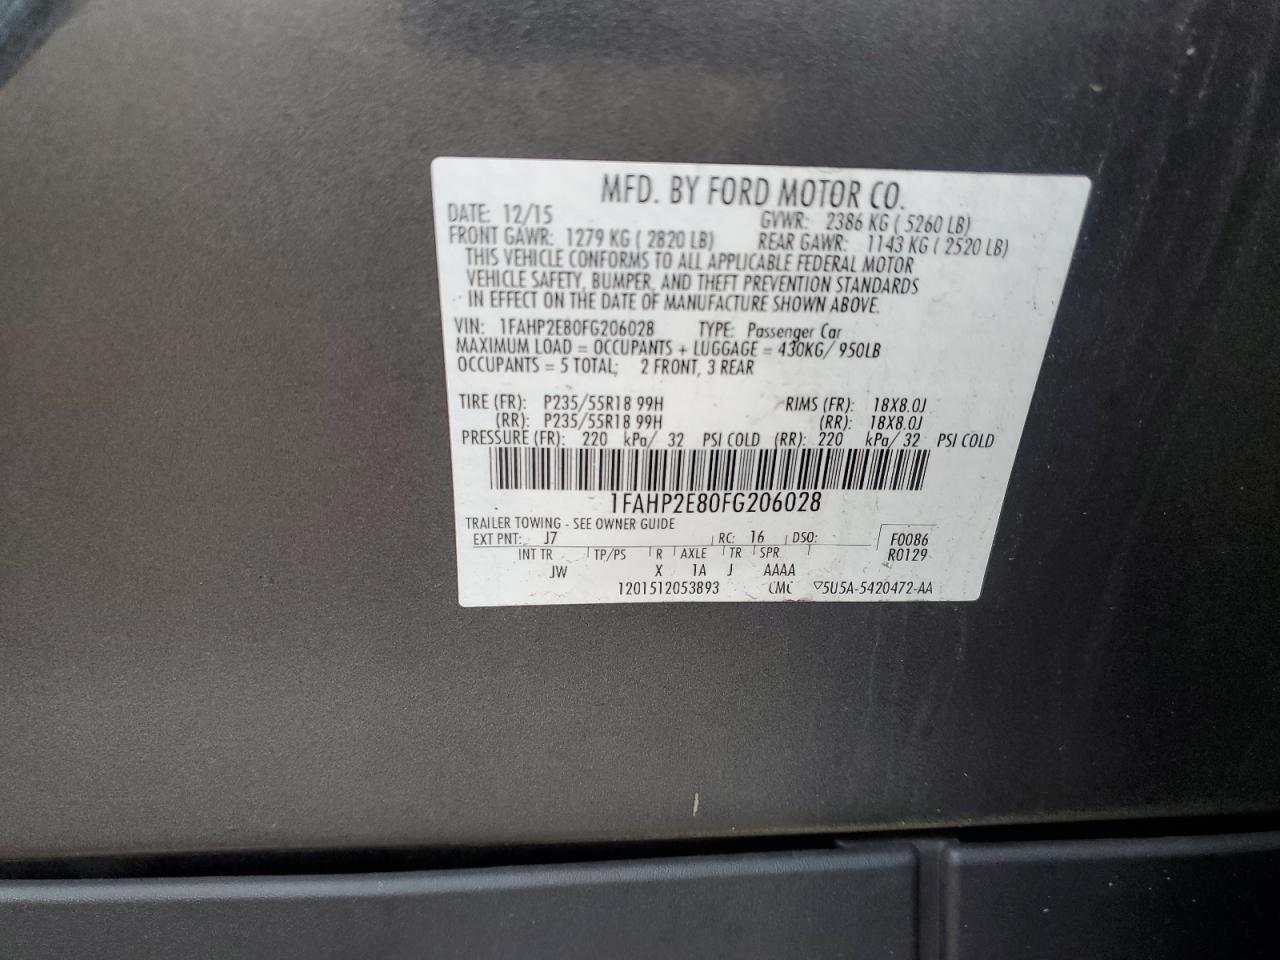 MFD. BY FORD MOTOR CO.
DATE: 12/15 GVWR: 2386 KG ( 5260 LB)
FRONT GAWR: 1279 KG ( 2820 LB) REAR GAWR: 1143 KG ( 2520 LB)
THIS VEHICLE CONFORMS TO ALL APPLICABLE FEDERAL MOTOR
VEHICLE SAFETY, BUMPER, AND THEFT PREVENTION STANDARDS
IN EFFECT ON THE DATE OF MANUFACTURE SHOWN ABOVE.
VIN: 1FAHP2E80FG206028 TYPE: Passenger Car
MAXIMUM LOAD = OCCUPANTS + LUGGAGE = 430KG/ 950LB
OCCUPANTS = 5 TOTAL; 2 FRONT, 3 REAR
TIRE (FR): P235/55R18 99H RIMS (FR): 18X8.0J
(RR): P235/55R18 99H (RR): 18X8.0J
PRESSURE (FR): 220 kPa/ 32 PSI COLD (RR): 220 kPa/ 32 PSI COLD
1FAHP2E80FG206028
TRAILER TOWING - SEE OWNER GUIDE
EXT PNT: J7 RC: 16 DSO: F0086
INT TR TP/PS R AXLE TR SPR R0129
JW X 1A J AAAA
1201512053893 CMC ▽5U5A-5420472-AA